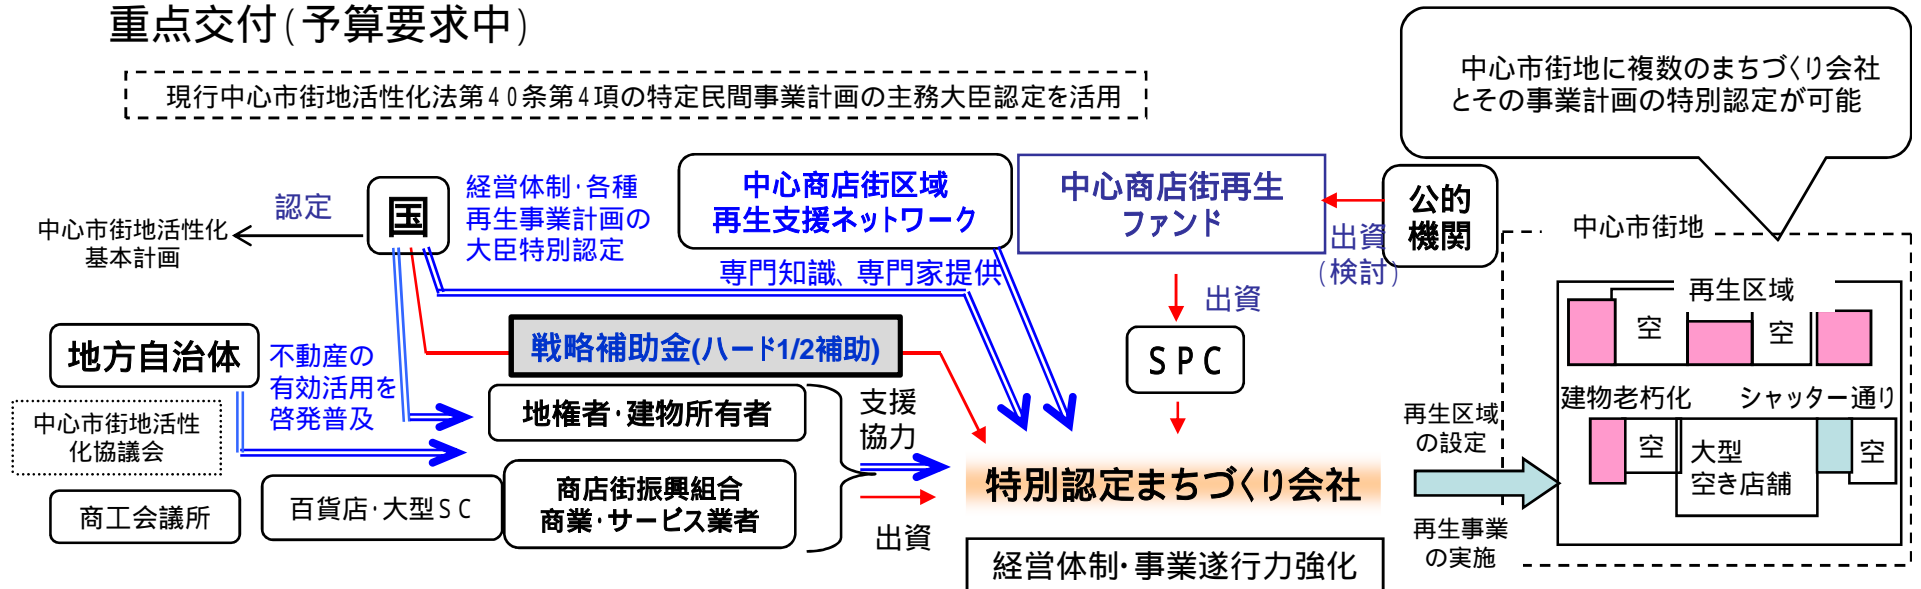 重点交付(予算要求中)
現行中心市街地活性化法第40条第4項の特定民間事業計画の主務大臣認定を活用
中心市街地に複数のまちづくり会社
とその事業計画の特別認定が可能
中心市街地活性化
基本計画
認定
国
経営体制・各種
再生事業計画の
大臣特別認定
中心商店街区域
再生支援ネットワーク
専門知識、専門家提供
中心商店街再生
ファンド
公的
機関
出資
(検討)
出資
SPC
戦略補助金(ハード1/2補助)
地方自治体
不動産の
有効活用を
啓発普及
中心市街地活性
化協議会
商工会議所
百貨店・大型SC
地権者・建物所有者
商店街振興組合
商業・サービス業者
支援
協力
出資
特別認定まちづくり会社
経営体制・事業遂行力強化
再生区域
の設定
再生事業
の実施
中心市街地
再生区域
空
空
建物老朽化
シャッター通り
空
大型
空き店舗
空